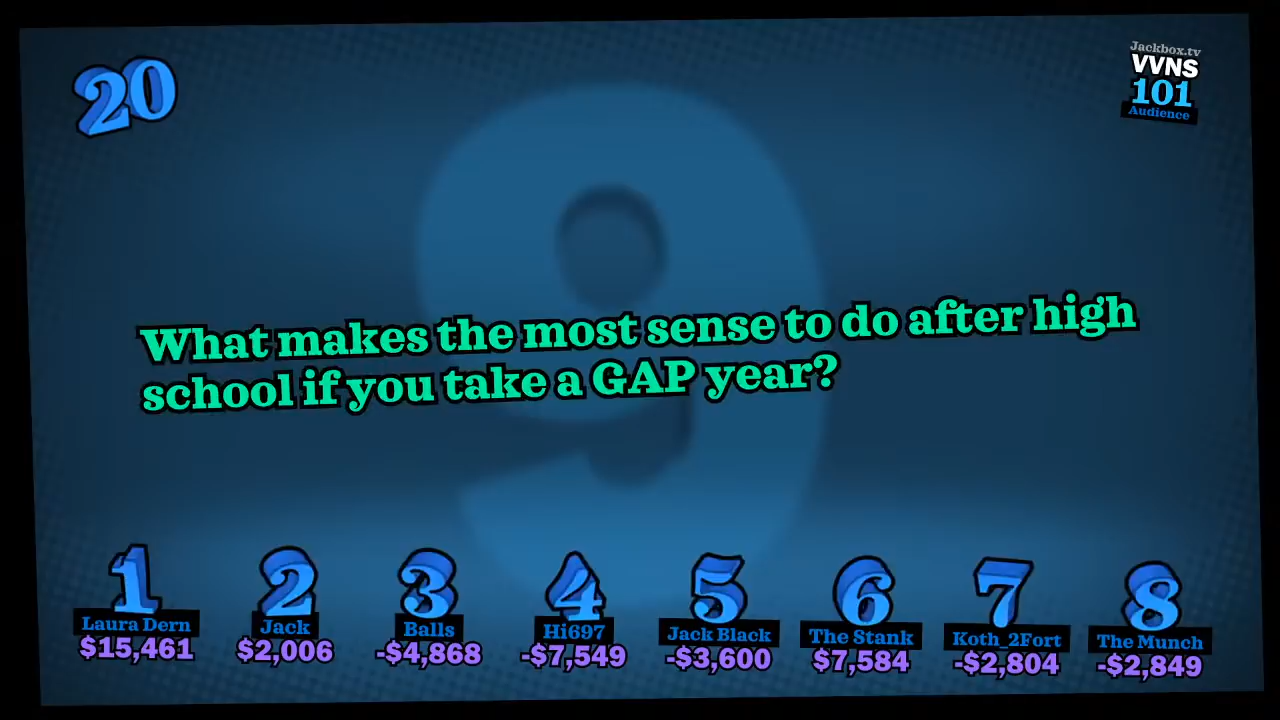 20
Jackbox.tv
VVNS
101
Audience
9
What makes the most sense to do after high
school if you take a GAP year?
1 2 3 4 5 6 7 8
Laura Dern Jack Balls Hi697 Jack Black The Stank Koth_2Fort The Munch
$15,461 $2,006 -$4,868 -$7,549 -$3,600 $7,584 -$2,804 -$2,849